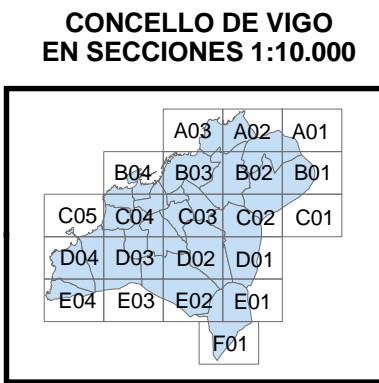 CONCELLO DE VIGO
EN SECCIONES 1:10.000
A03 A02 A01
B04 B03 B02 B01
C05 C04 C03 C02 C01
D04 D03 D02 D01
E04 E03 E02 E01
F01